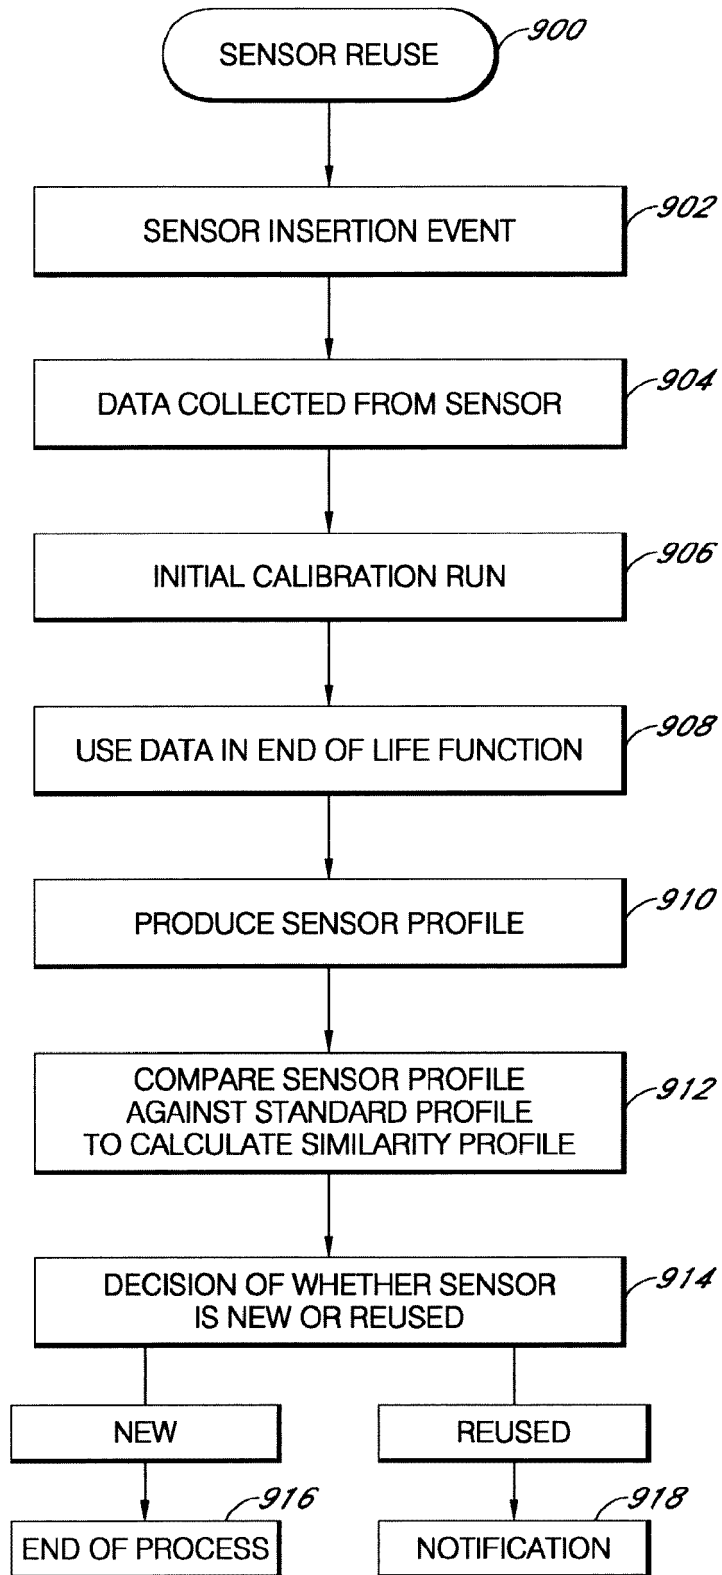 SENSOR REUSE
900
SENSOR INSERTION EVENT
902
DATA COLLECTED FROM SENSOR
904
INITIAL CALIBRATION RUN
906
USE DATA IN END OF LIFE FUNCTION
908
PRODUCE SENSOR PROFILE
910
COMPARE SENSOR PROFILE
AGAINST STANDARD PROFILE
TO CALCULATE SIMILARITY PROFILE
912
DECISION OF WHETHER SENSOR
IS NEW OR REUSED
914
NEW
REUSED
END OF PROCESS
916
NOTIFICATION
918